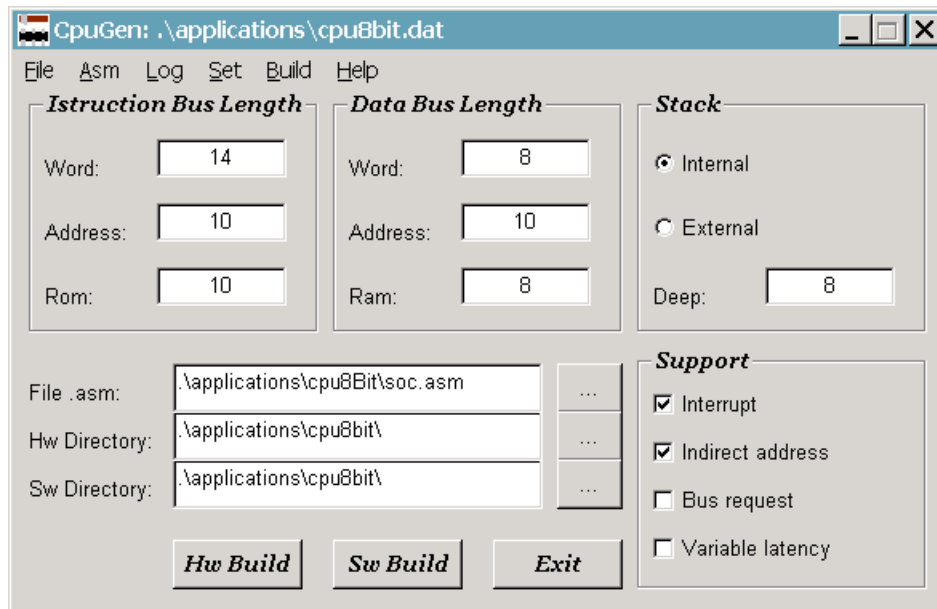 CpuGen: .\applications\cpu8bit.dat
File Asm Log Set Build Help
Istruction Bus Length
Word: 14
Address: 10
Rom: 10
Data Bus Length
Word: 8
Address: 10
Ram: 8
Stack
Internal
External
Deep: 8
File .asm: .\applications\cpu8Bit\soc.asm ...
Hw Directory: .\applications\cpu8bit\ ...
Sw Directory: .\applications\cpu8bit\ ...
Support
Interrupt
Indirect address
Bus request
Variable latency
Hw Build Sw Build Exit